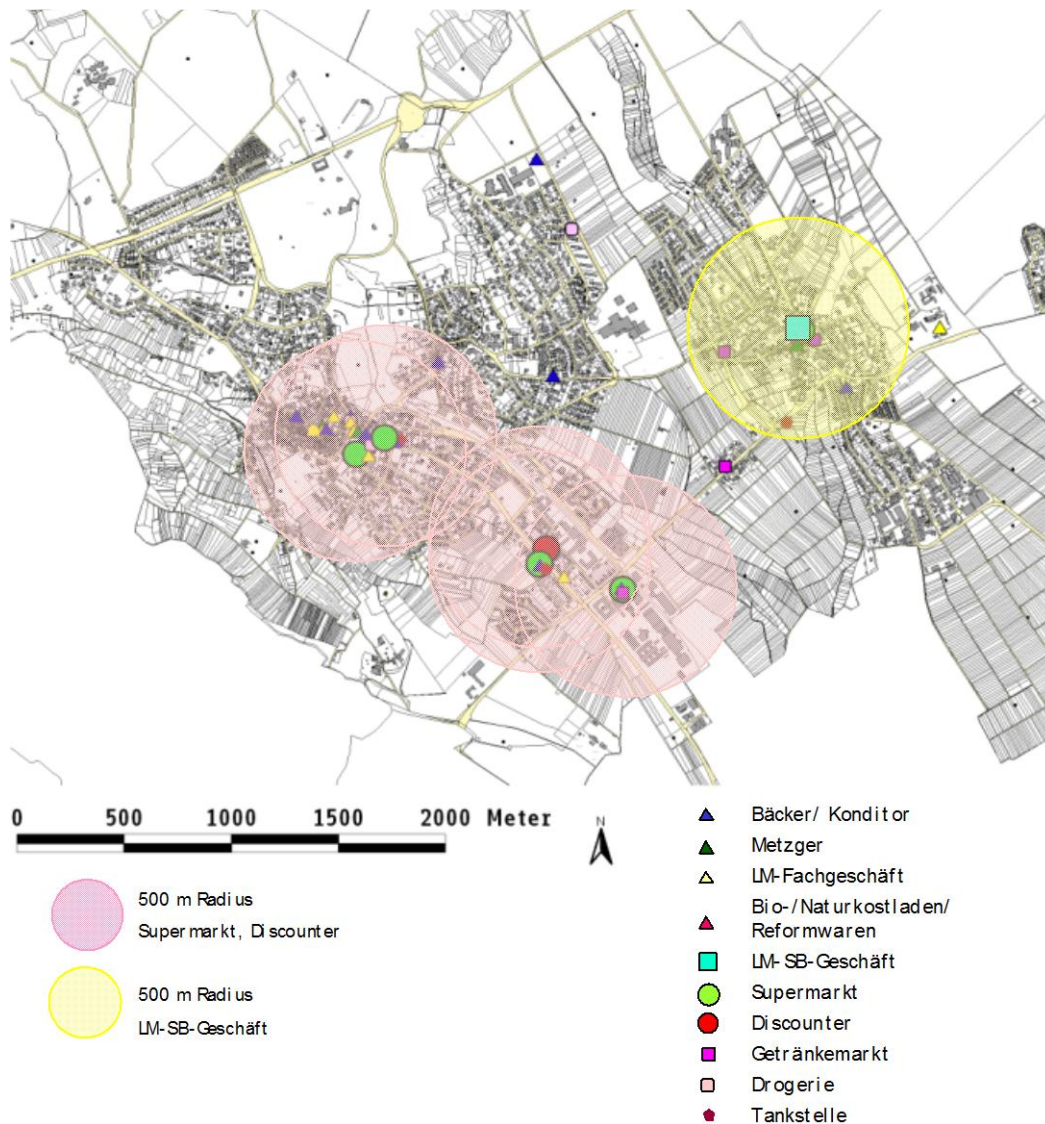 0 500 1000 1500 2000 Meter
N
500 m Radius
Supermarkt, Discounter
500 m Radius
LM-SB-Geschäft
Bäcker/ Konditor
Metzger
LM-Fachgeschäft
Bio-/Naturkostladen/
Reformwaren
LM-SB-Geschäft
Supermarkt
Discounter
Getränkemarkt
Drogerie
Tankstelle